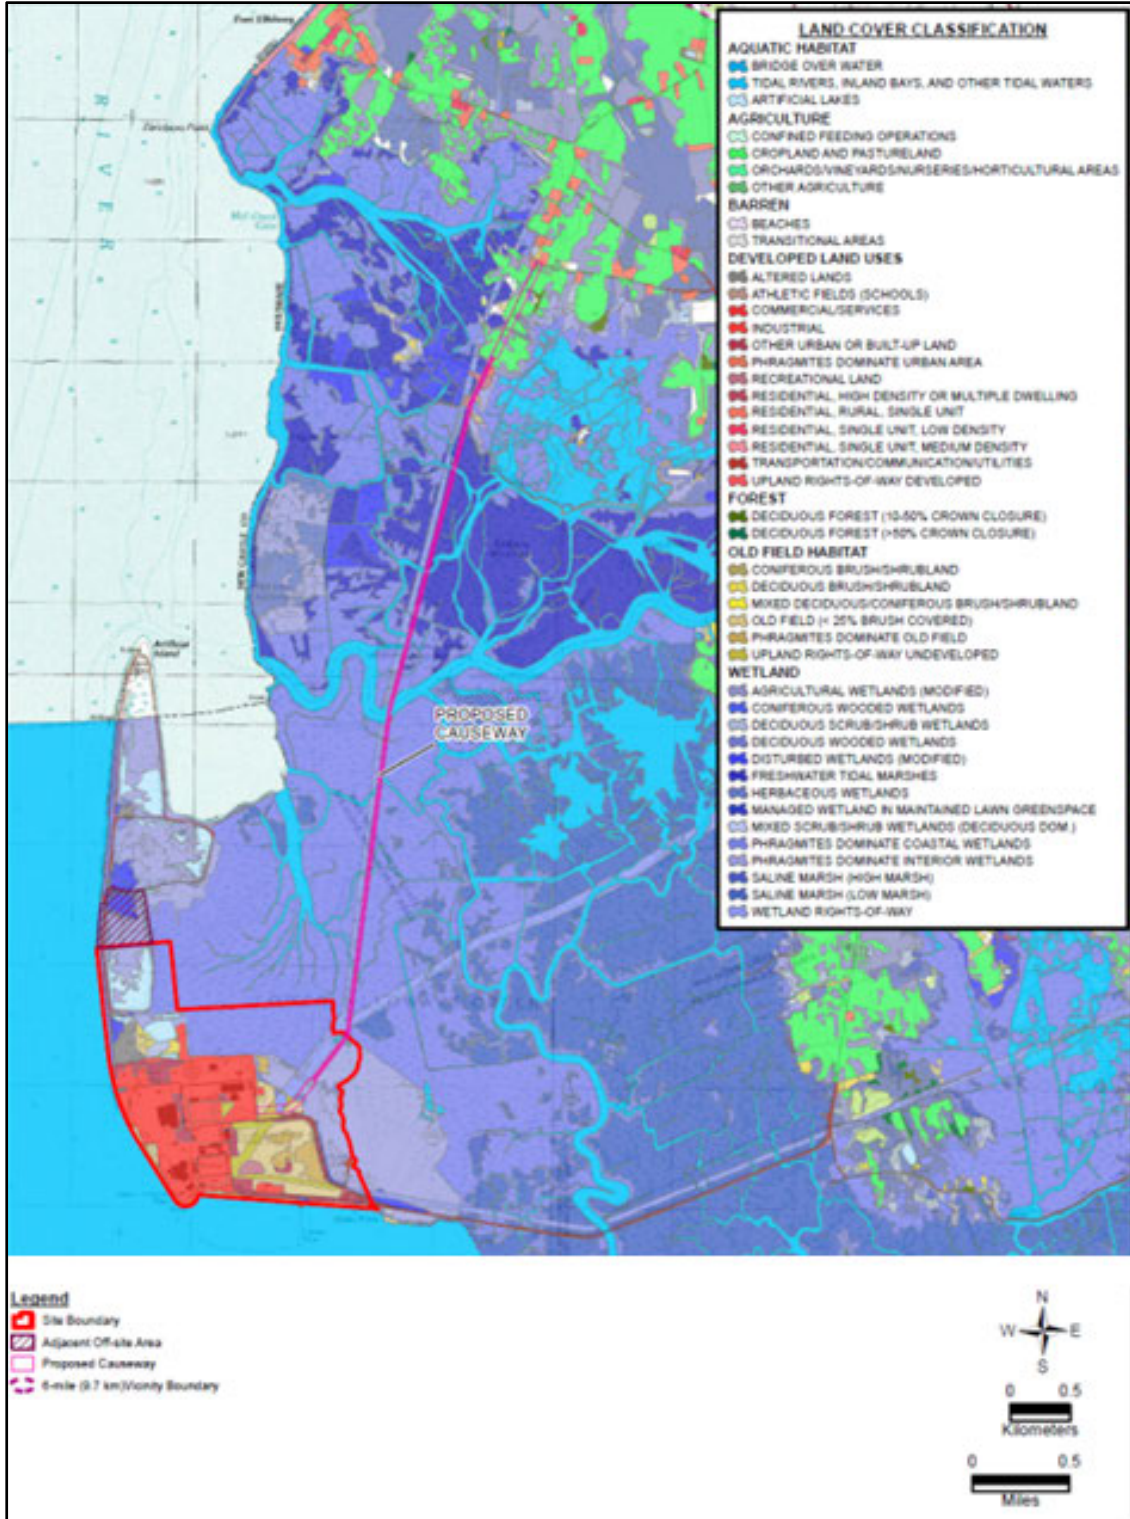 RIVER
Artificial
Island
PROPOSED
CAUSEWAY
LAND COVER CLASSIFICATION
AQUATIC HABITAT
BRIDGE OVER WATER
TIDAL RIVERS, INLAND BAYS, AND OTHER TIDAL WATERS
ARTIFICIAL LAKES
AGRICULTURE
CONFINED FEEDING OPERATIONS
CROPLAND AND PASTURELAND
ORCHARDS/VINEYARDS/NURSERIES/HORTICULTURAL AREAS
OTHER AGRICULTURE
BARREN
BEACHES
TRANSITIONAL AREAS
DEVELOPED LAND USES
ALTERED LANDS
ATHLETIC FIELDS (SCHOOLS)
COMMERCIAL/SERVICES
INDUSTRIAL
OTHER URBAN OR BUILT-UP LAND
PHRAGMITES DOMINATE URBAN AREA
RECREATIONAL LAND
RESIDENTIAL, HIGH DENSITY OR MULTIPLE DWELLING
RESIDENTIAL, RURAL, SINGLE UNIT
RESIDENTIAL, SINGLE UNIT, LOW DENSITY
RESIDENTIAL, SINGLE UNIT, MEDIUM DENSITY
TRANSPORTATION/COMMUNICATION/UTILITIES
UPLAND RIGHTS-OF-WAY DEVELOPED
FOREST
DECIDUOUS FOREST (10-50% CROWN CLOSURE)
DECIDUOUS FOREST (>50% CROWN CLOSURE)
OLD FIELD HABITAT
CONIFEROUS BRUSH/SHRUBLAND
DECIDUOUS BRUSH/SHRUBLAND
MIXED DECIDUOUS/CONIFEROUS BRUSH/SHRUBLAND
OLD FIELD (< 25% BRUSH COVERED)
PHRAGMITES DOMINATE OLD FIELD
UPLAND RIGHTS-OF-WAY UNDEVELOPED
WETLAND
AGRICULTURAL WETLANDS (MODIFIED)
CONIFEROUS WOODED WETLANDS
DECIDUOUS SCRUB/SHRUB WETLANDS
DECIDUOUS WOODED WETLANDS
DISTURBED WETLANDS (MODIFIED)
FRESHWATER TIDAL MARSHES
HERBACEOUS WETLANDS
MANAGED WETLAND IN MAINTAINED LAWN GREENSPACE
MIXED SCRUB/SHRUB WETLANDS (DECIDUOUS DOM.)
PHRAGMITES DOMINATE COASTAL WETLANDS
PHRAGMITES DOMINATE INTERIOR WETLANDS
SALINE MARSH (HIGH MARSH)
SALINE MARSH (LOW MARSH)
WETLAND RIGHTS-OF-WAY
Legend
Site Boundary
Adjacent Off-site Area
Proposed Causeway
6-mile (9.7 km)Vicinity Boundary
N
W E
S
0 0.5
Kilometers
0 0.5
Miles